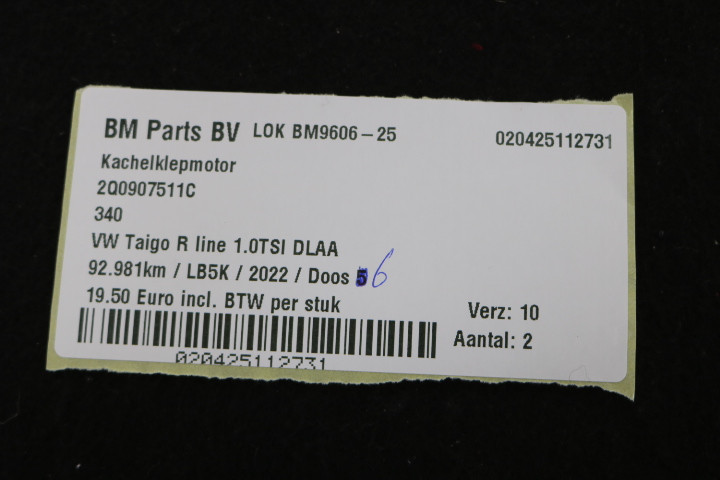 BM Parts BV LOK BM9606-25 020425112731
Kachelklepmotor
2Q0907511C
340
VW Taigo R line 1.0TSI DLAA
92.981km / LB5K / 2022 / Doos 5 6
19.50 Euro incl. BTW per stuk Verz: 10
Aantal: 2
020425112731